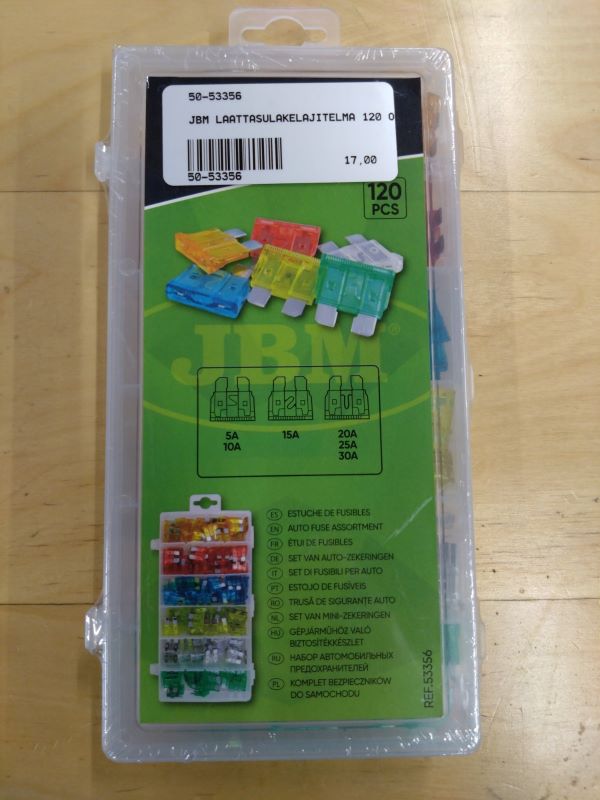 50-53356
JBM LAATTASULAKELAJITELMA 120 O
17,00
50-53356
120
PCS
JBM®
5A
10A
15A
20A
25A
30A
ES ESTUCHE DE FUSIBLES
EN AUTO FUSE ASSORTMENT
FR ÉTUI DE FUSIBLES
DE SET VAN AUTO-ZEKERINGEN
IT SET DI FUSIBILI PER AUTO
PT ESTOJO DE FUSÍVEIS
RO TRUSĂ DE SIGURANȚE AUTO
NL SET VAN MINI-ZEKERINGEN
HU GÉPJÁRMŰHÖZ VALÓ
BIZTOSÍTÉKKÉSZLET
RU НАБОР АВТОМОБИЛЬНЫХ
ПРЕДОХРАНИТЕЛЕЙ
PL KOMPLET BEZPIECZNIKÓW
DO SAMOCHODU
REF.53356